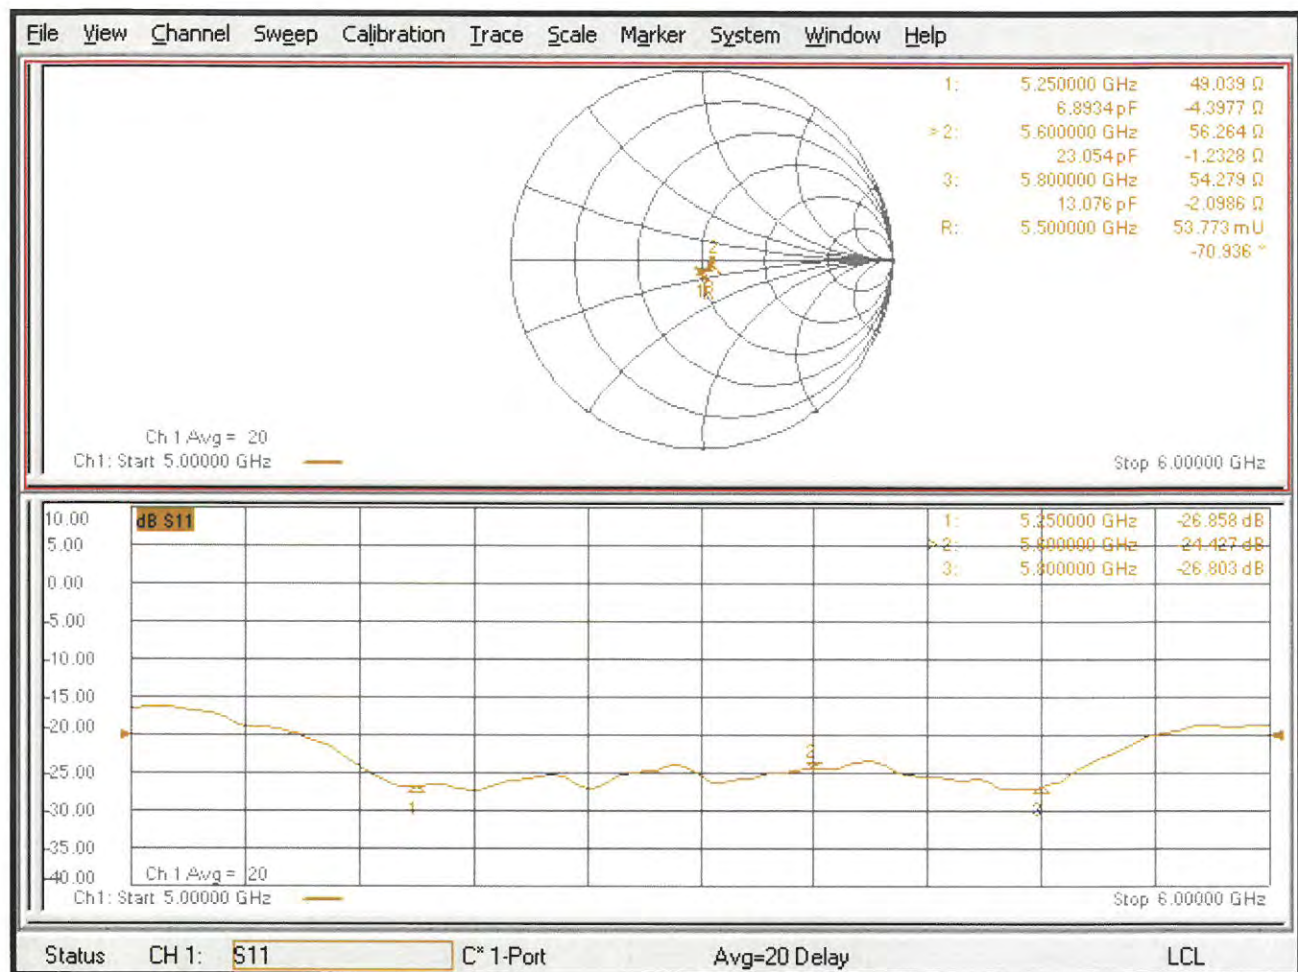 File View Channel Sweep Calibration Trace Scale Marker System Window Help
1: 5.250000 GHz 49.039 Ω
6.8934 pF -4.3977 Ω
> 2: 5.600000 GHz 56.264 Ω
23.054 pF -1.2328 Ω
3: 5.800000 GHz 54.279 Ω
13.076 pF -2.0986 Ω
R: 5.500000 GHz 53.773 mU
-70.936 °
2
1R
Ch 1 Avg = 20
Ch1: Start 5.00000 GHz Stop 6.00000 GHz
10.00 dB S11 1: 5.250000 GHz -26.858 dB
5.00 > 2: 5.600000 GHz -24.427 dB
0.00 3: 5.800000 GHz -26.803 dB
-5.00
-10.00
-15.00
-20.00
2
-25.00
-30.00 1 3
-35.00
-40.00 Ch 1 Avg = 20
Ch1: Start 5.00000 GHz Stop 6.00000 GHz
Status CH 1: S11 C* 1-Port Avg=20 Delay LCL